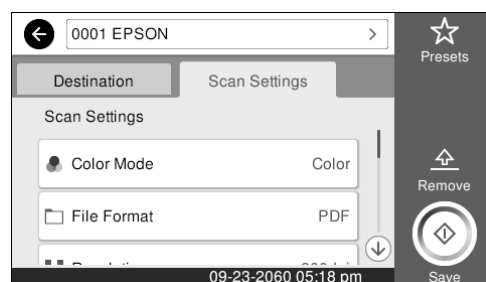 0001 EPSON
Presets
Destination
Scan Settings
Scan Settings
Color Mode
Color
Remove
File Format
PDF
09-23-2060 05:18 pm
Save